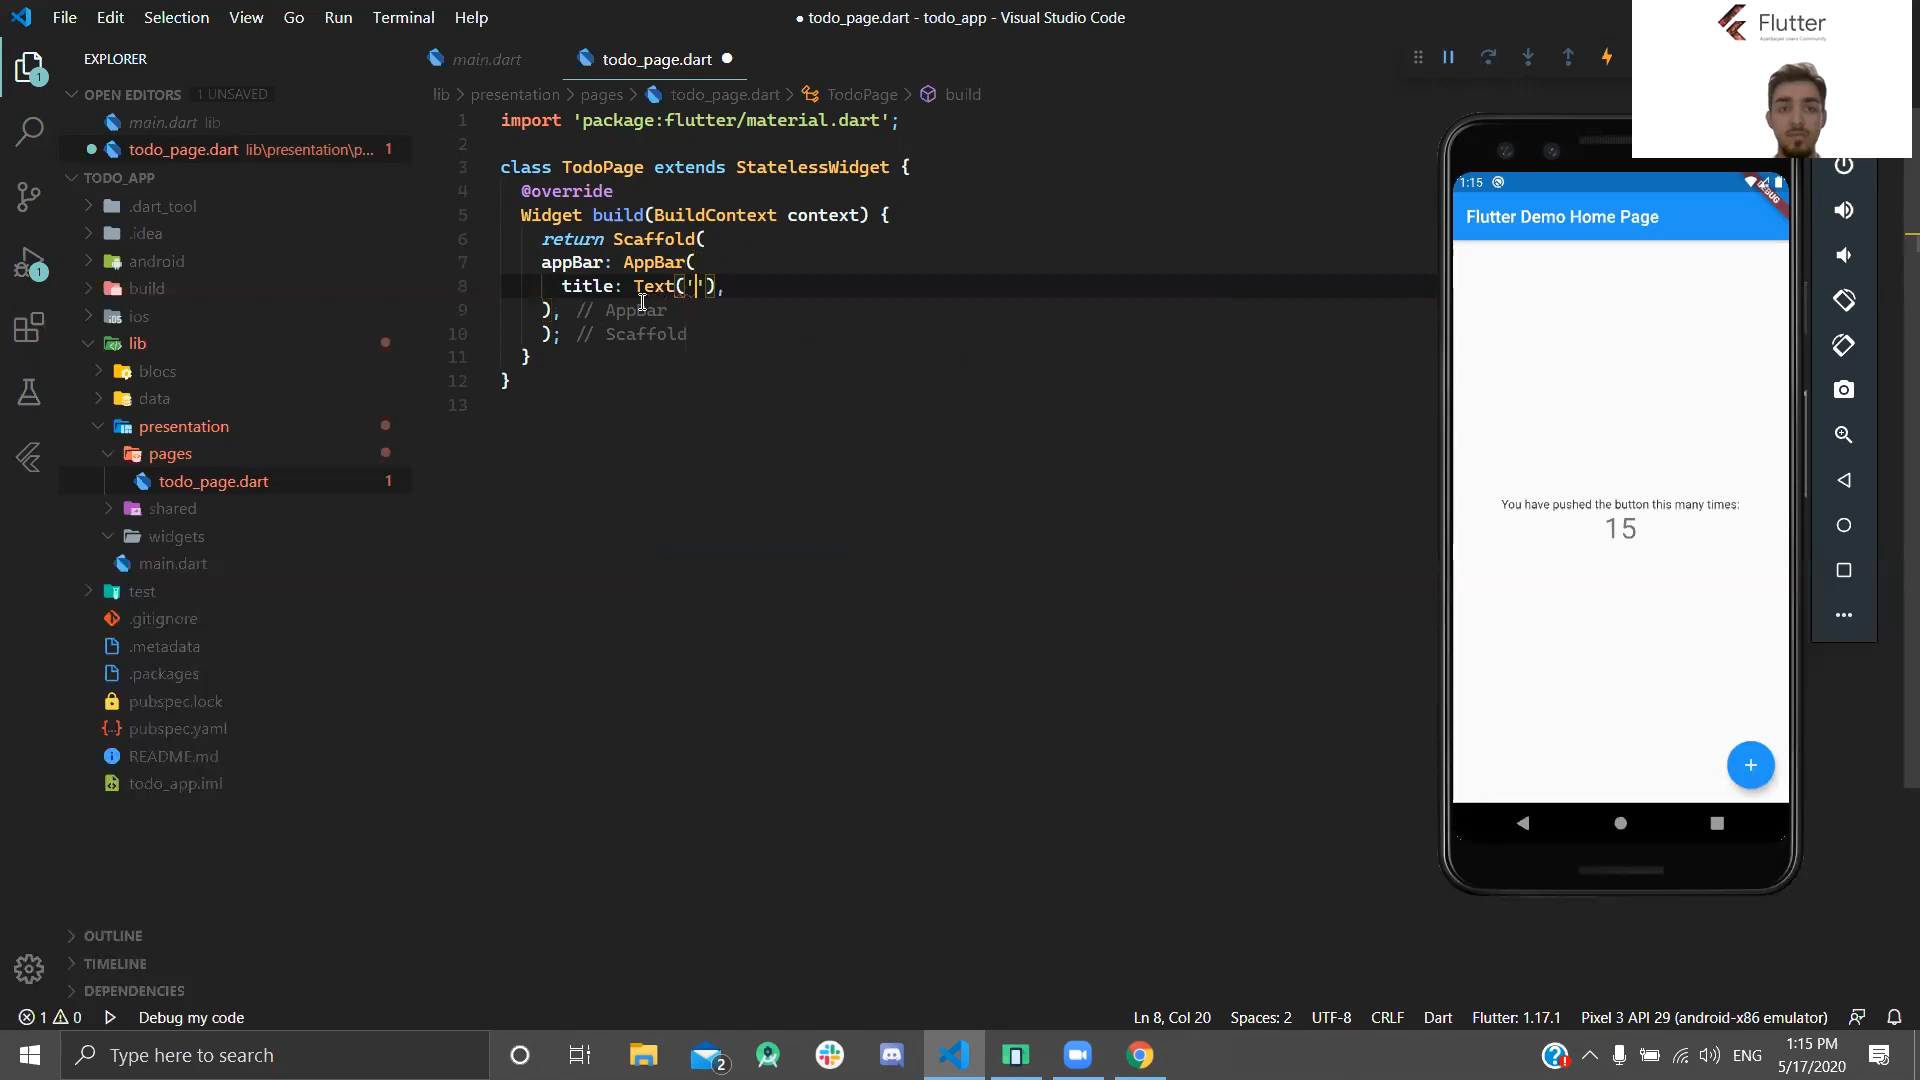 File Edit Selection View Go Run Terminal Help
● todo_page.dart - todo_app - Visual Studio Code
Flutter
EXPLORER
main.dart
todo_page.dart
OPEN EDITORS 1 UNSAVED
main.dart lib
todo_page.dart lib\presentation\p... 1
TODO_APP
.dart_tool
.idea
android
build
ios
lib
blocs
data
presentation
pages
todo_page.dart 1
shared
widgets
main.dart
test
.gitignore
.metadata
.packages
pubspec.lock
pubspec.yaml
README.md
todo_app.iml
OUTLINE
TIMELINE
DEPENDENCIES
lib > presentation > pages > todo_page.dart > TodoPage > build
1 import 'package:flutter/material.dart';
2
3 class TodoPage extends StatelessWidget {
4 @override
5 Widget build(BuildContext context) {
6 return Scaffold(
7 appBar: AppBar(
8 title: Text(''),
9 ), // AppBar
10 ); // Scaffold
11 }
12 }
13
1:15
DEBUG
Flutter Demo Home Page
You have pushed the button this many times:
15
1 0 Debug my code
Ln 8, Col 20 Spaces: 2 UTF-8 CRLF Dart Flutter: 1.17.1 Pixel 3 API 29 (android-x86 emulator)
Type here to search
2
ENG
1:15 PM
5/17/2020